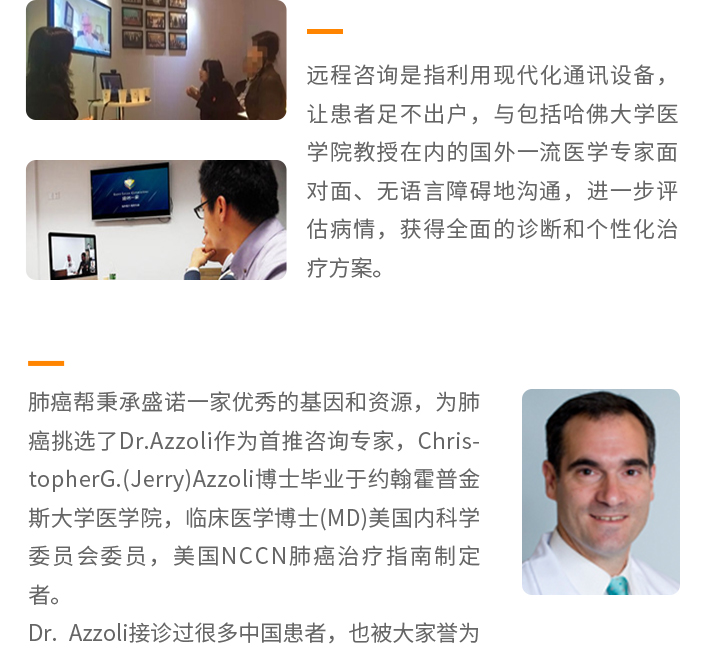 远程咨询是指利用现代化通讯设备，
让患者足不出户，与包括哈佛大学医
学院教授在内的国外一流医学专家面
对面、无语言障碍地沟通，进一步评
估病情，获得全面的诊断和个性化治
疗方案。
肺癌帮秉承盛诺一家优秀的基因和资源，为肺
癌挑选了Dr.Azzoli作为首推咨询专家，Chris-
topherG.(Jerry)Azzoli博士毕业于约翰霍普金
斯大学医学院，临床医学博士(MD)美国内科学
委员会委员，美国NCCN肺癌治疗指南制定
者。
Dr. Azzoli接诊过很多中国患者，也被大家誉为